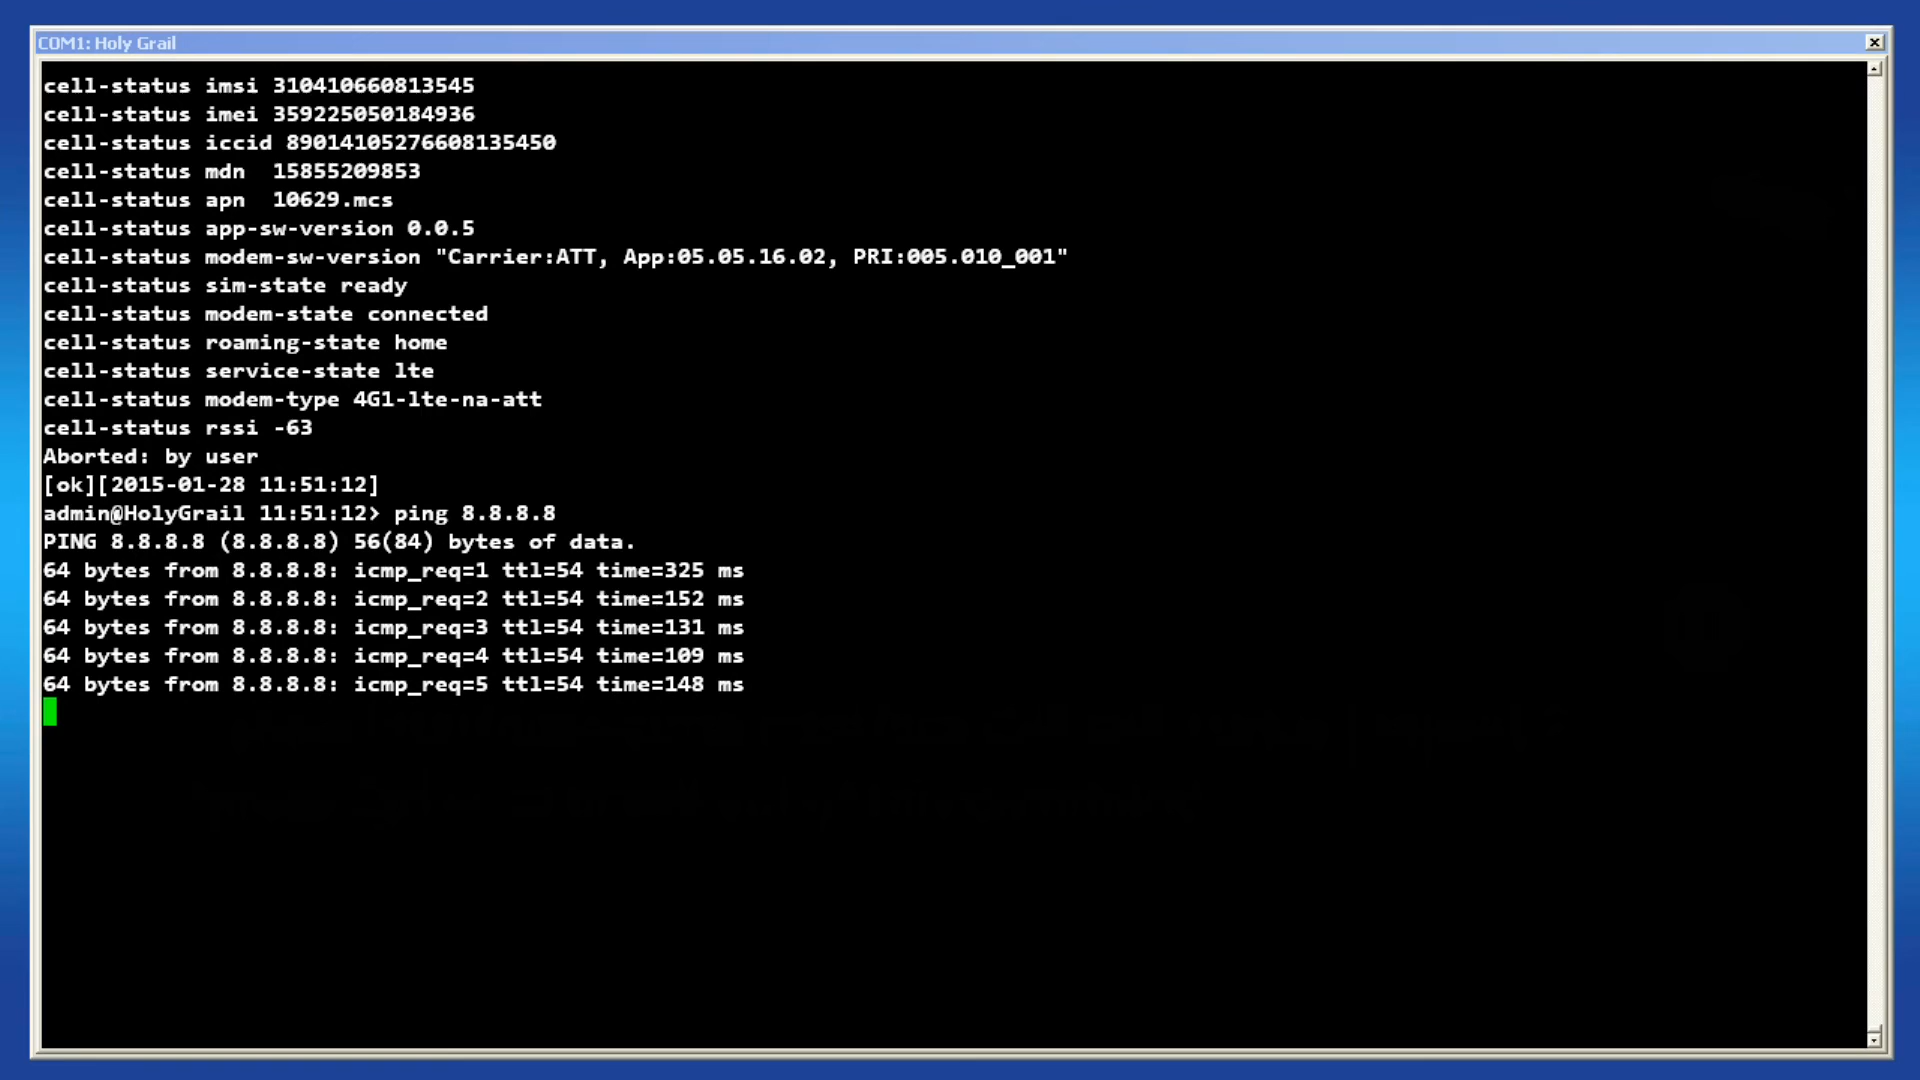 COM1: Holy Grail
cell-status imsi 310410660813545
cell-status imei 359225050184936
cell-status iccid 89014105276608135450
cell-status mdn  15855209853
cell-status apn  10629.mcs
cell-status app-sw-version 0.0.5
cell-status modem-sw-version "Carrier:ATT, App:05.05.16.02, PRI:005.010_001"
cell-status sim-state ready
cell-status modem-state connected
cell-status roaming-state home
cell-status service-state lte
cell-status modem-type 4G1-lte-na-att
cell-status rssi -63
Aborted: by user
[ok][2015-01-28 11:51:12]
admin@HolyGrail 11:51:12> ping 8.8.8.8
PING 8.8.8.8 (8.8.8.8) 56(84) bytes of data.
64 bytes from 8.8.8.8: icmp_req=1 ttl=54 time=325 ms
64 bytes from 8.8.8.8: icmp_req=2 ttl=54 time=152 ms
64 bytes from 8.8.8.8: icmp_req=3 ttl=54 time=131 ms
64 bytes from 8.8.8.8: icmp_req=4 ttl=54 time=109 ms
64 bytes from 8.8.8.8: icmp_req=5 ttl=54 time=148 ms